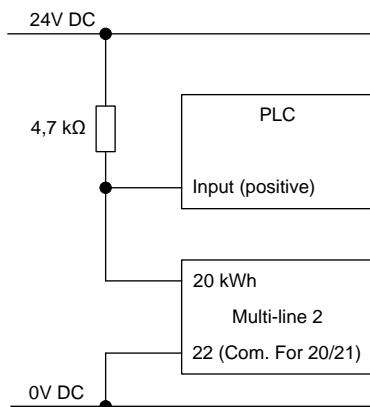 24V DC
4,7 kΩ
PLC
Input (positive)
20 kWh
Multi-line 2
22 (Com. For 20/21)
0V DC